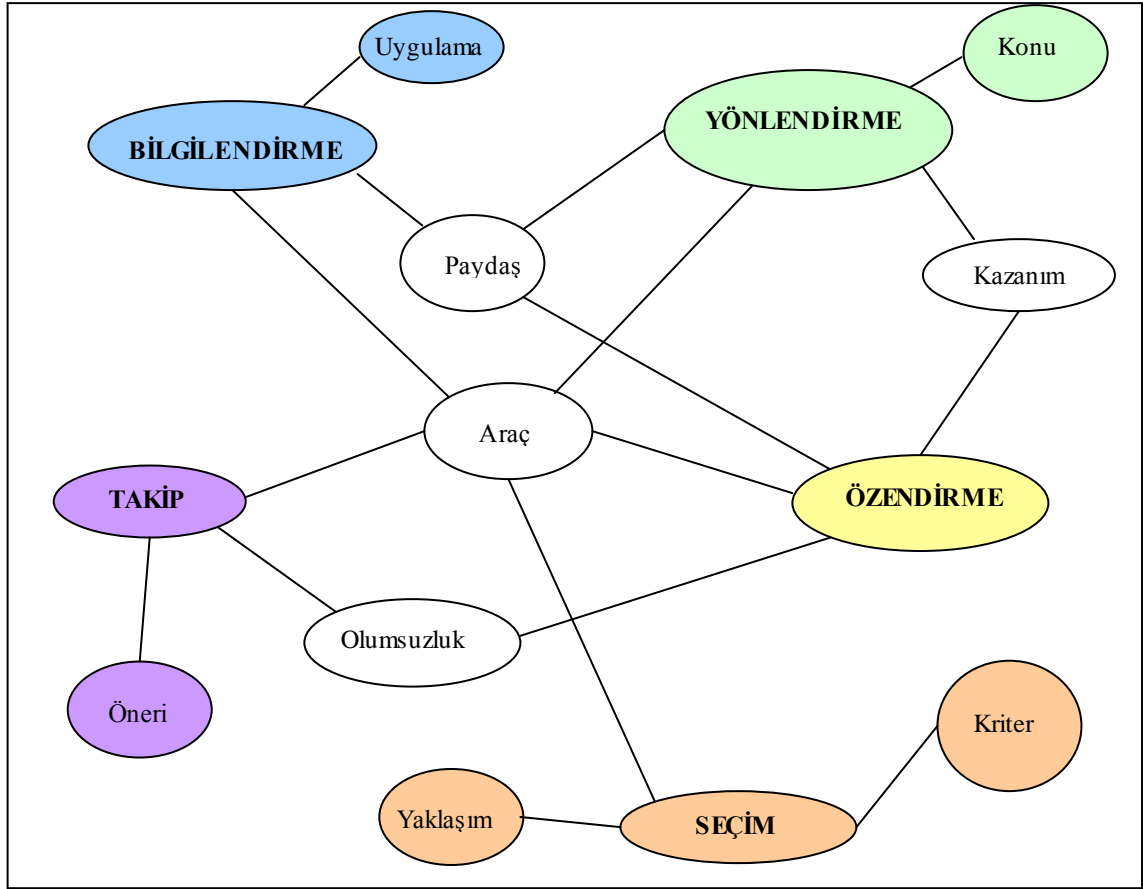 Uygulama
Konu
YÖNLENDİRME
BİLGİLENDİRME
Paydaş
Kazanım
Araç
TAKİP
ÖZENDİRME
Olumsuzluk
Öneri
Kriter
Yaklaşım
SEÇİM